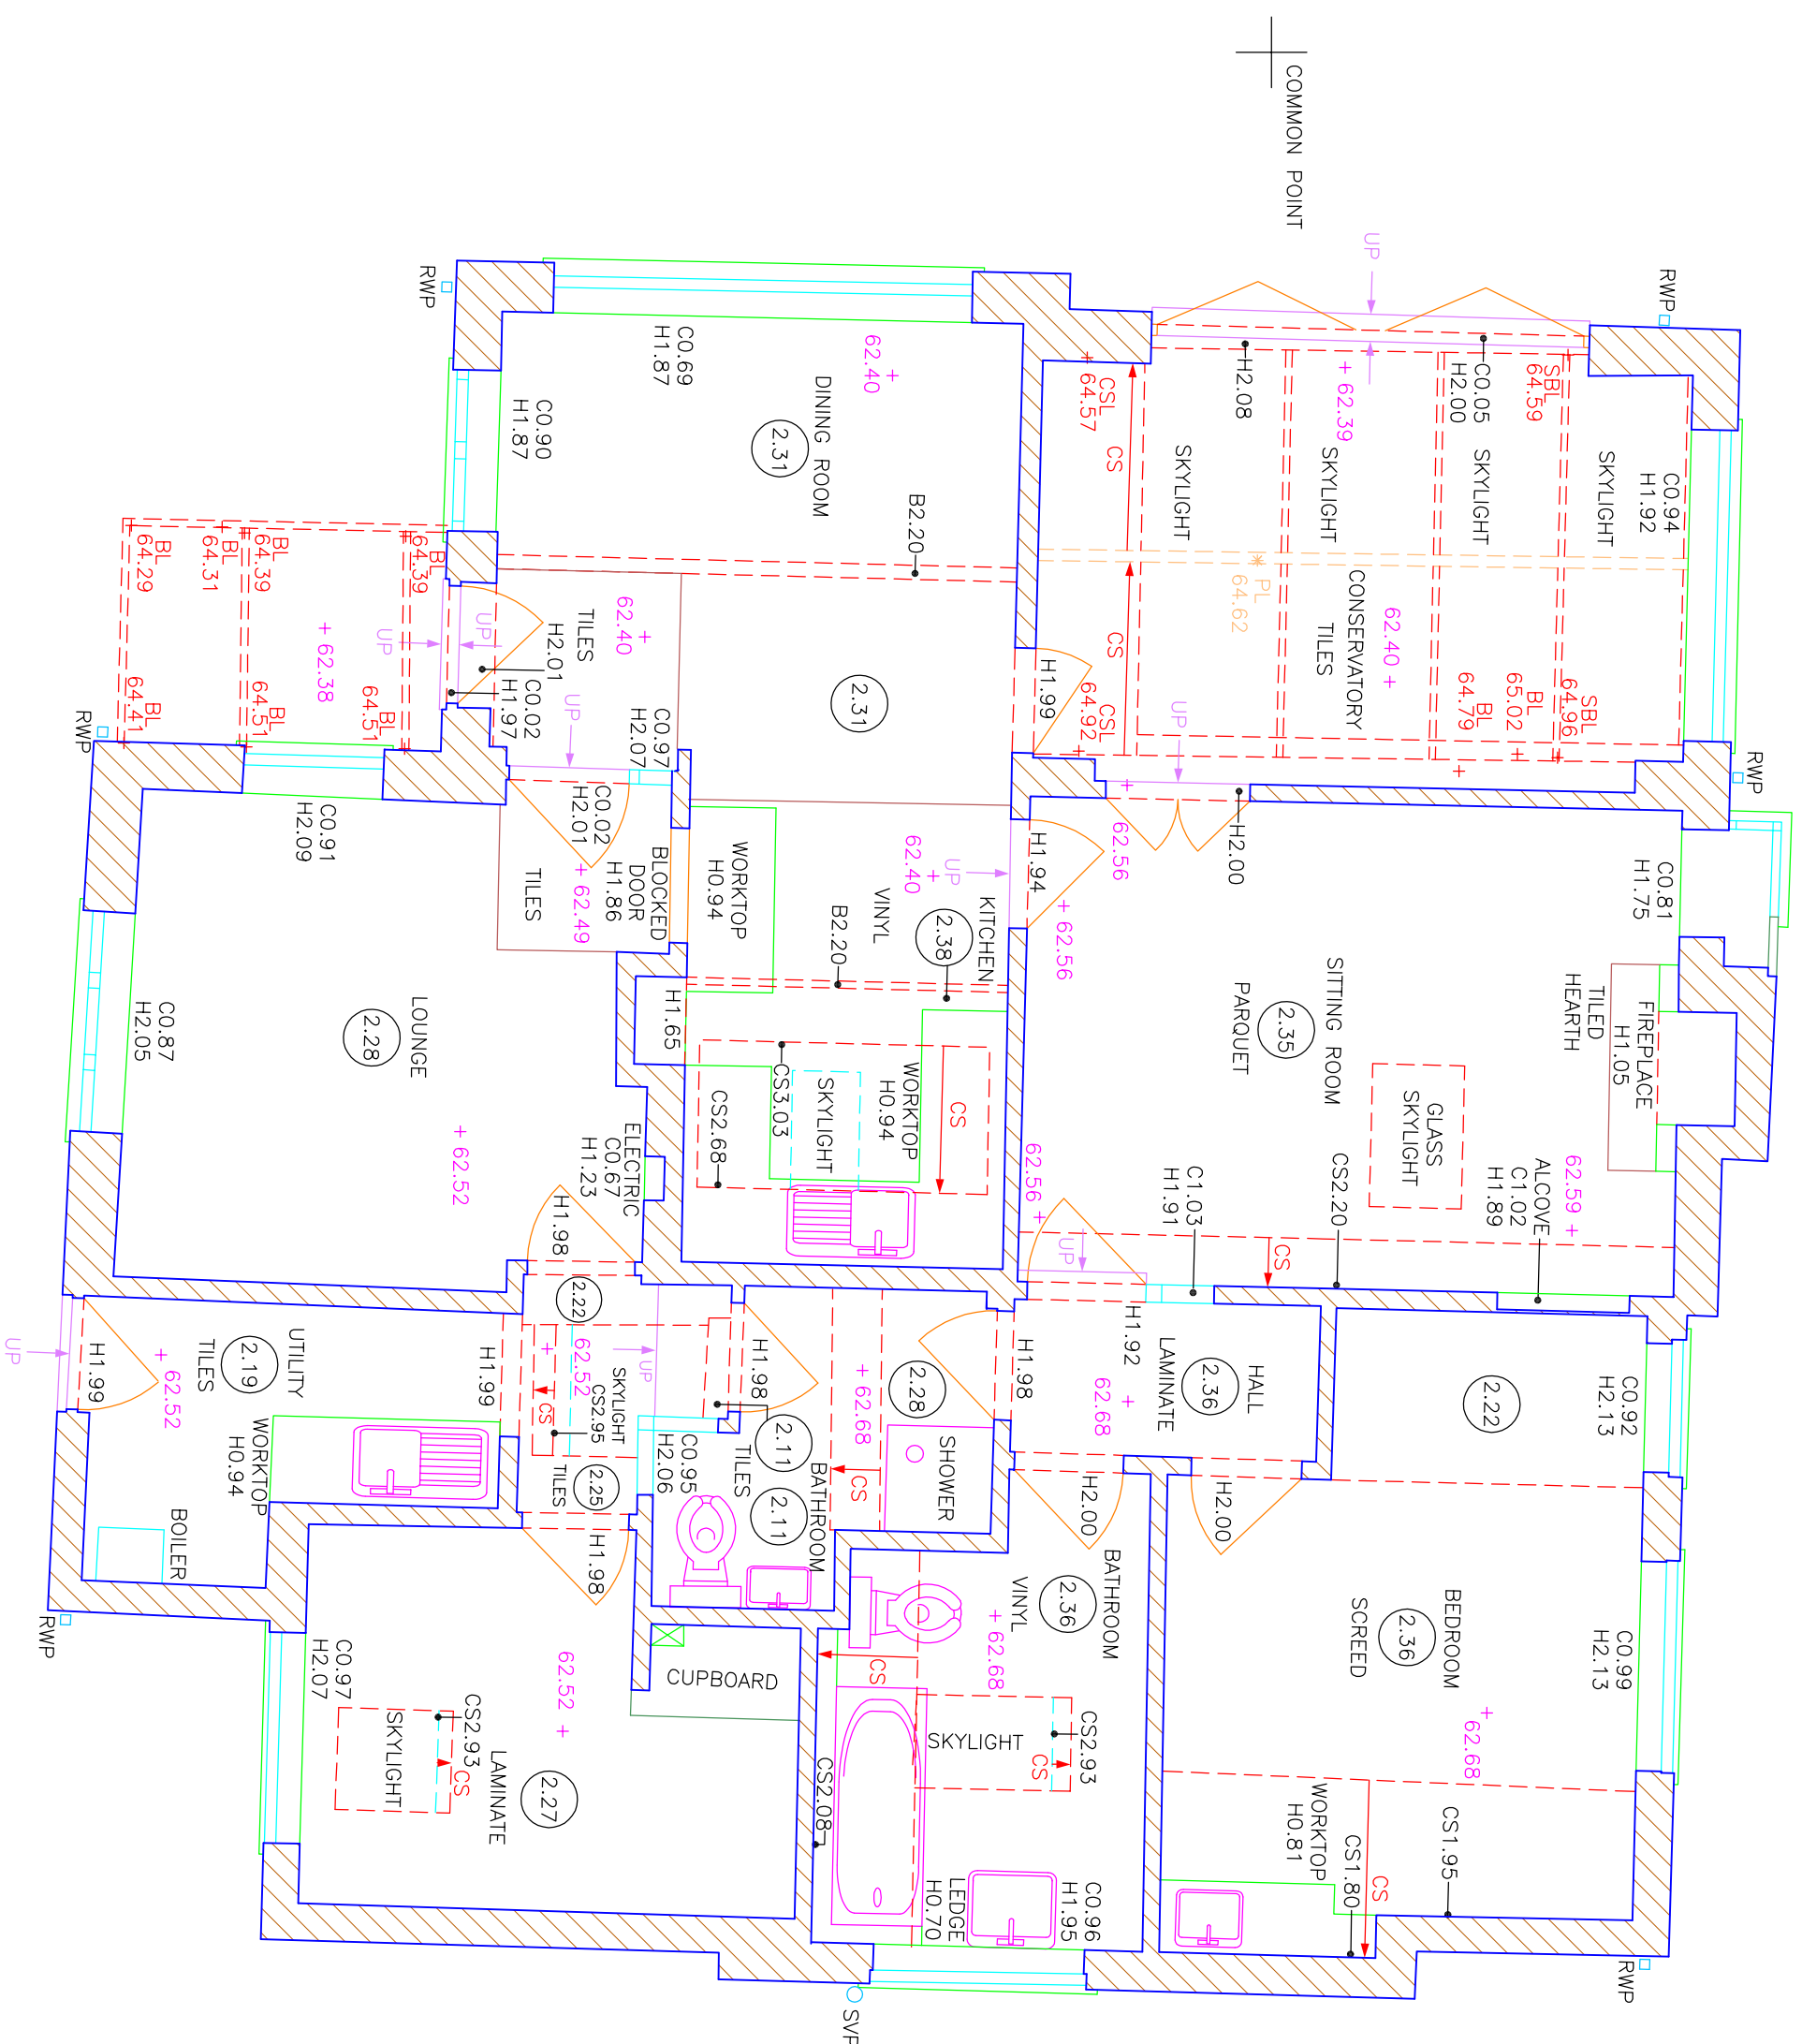 COMMON POINT
UP
RWP
RWP
C0.94
H1.92
SKYLIGHT
SBL
64.59
C0.05
H2.00
SKYLIGHT
+ 62.39
SKYLIGHT
H2.08
SKYLIGHT
CSL
64.57
CS
CS
CONSERVATORY
TILES
62.40 +
PL
64.62
SBL
64.96
BL
65.02
BL
64.79
CSL
64.92
UP
H1.99
RWP
RWP
C0.69
H1.87
62.40
DINING ROOM
2.31
C0.90
H1.87
B2.20
TILES
62.40
H2.01
C0.02
H1.97
UP
UP
UP
2.31
BL
64.39
BL
64.39
BL
64.31
BL
64.29
+ 62.38
64.51
BL
64.51
BL
64.41
RWP
C0.97
H2.07
C0.02
H2.01
BLOCKED
DOOR
H1.86
+ 62.49
TILES
C0.91
H2.09
LOUNGE
2.28
C0.87
H2.05
+ 62.52
ELECTRIC
C0.67
H1.23
WORKTOP
H0.94
62.40
UP
KITCHEN
2.38
VINYL
B2.20
H1.65
WORKTOP
H0.94
CS
SKYLIGHT
CS3.03
CS2.68
H1.94
62.56
+ 62.56
H2.00
C0.81
H1.75
SITTING ROOM
2.35
PARQUET
FIREPLACE
H1.05
TILED
HEARTH
GLASS
SKYLIGHT
CS2.20
ALCOVE
C1.02
H1.89
62.59 +
62.56 +
C1.03
H1.91
CS
UP
H1.92
HALL
2.36
LAMINATE
62.68
H1.98
2.22
C0.92
H2.13
H2.00
H2.00
BEDROOM
2.36
SCREED
C0.99
H2.13
62.68
CS1.95
CS1.80
CS
WORKTOP
H0.81
RWP
BATHROOM
2.36
VINYL
+ 62.68
CS
SKYLIGHT
CS2.93
CS
CS2.08
C0.96
H1.95
LEDGE
H0.70
2.28
+ 62.68
SHOWER
CS
H1.98
2.11
BATHROOM
2.11
TILES
C0.95
H2.06
H1.98
2.22
62.52
UP
SKYLIGHT
CS2.95
CS
2.25
TILES
H1.99
H1.98
UTILITY
2.19
TILES
H1.99
UP
+ 62.52
WORKTOP
H0.94
BOILER
RWP
CUPBOARD
62.52 +
C0.97
H2.07
CS2.93
CS
SKYLIGHT
LAMINATE
2.27